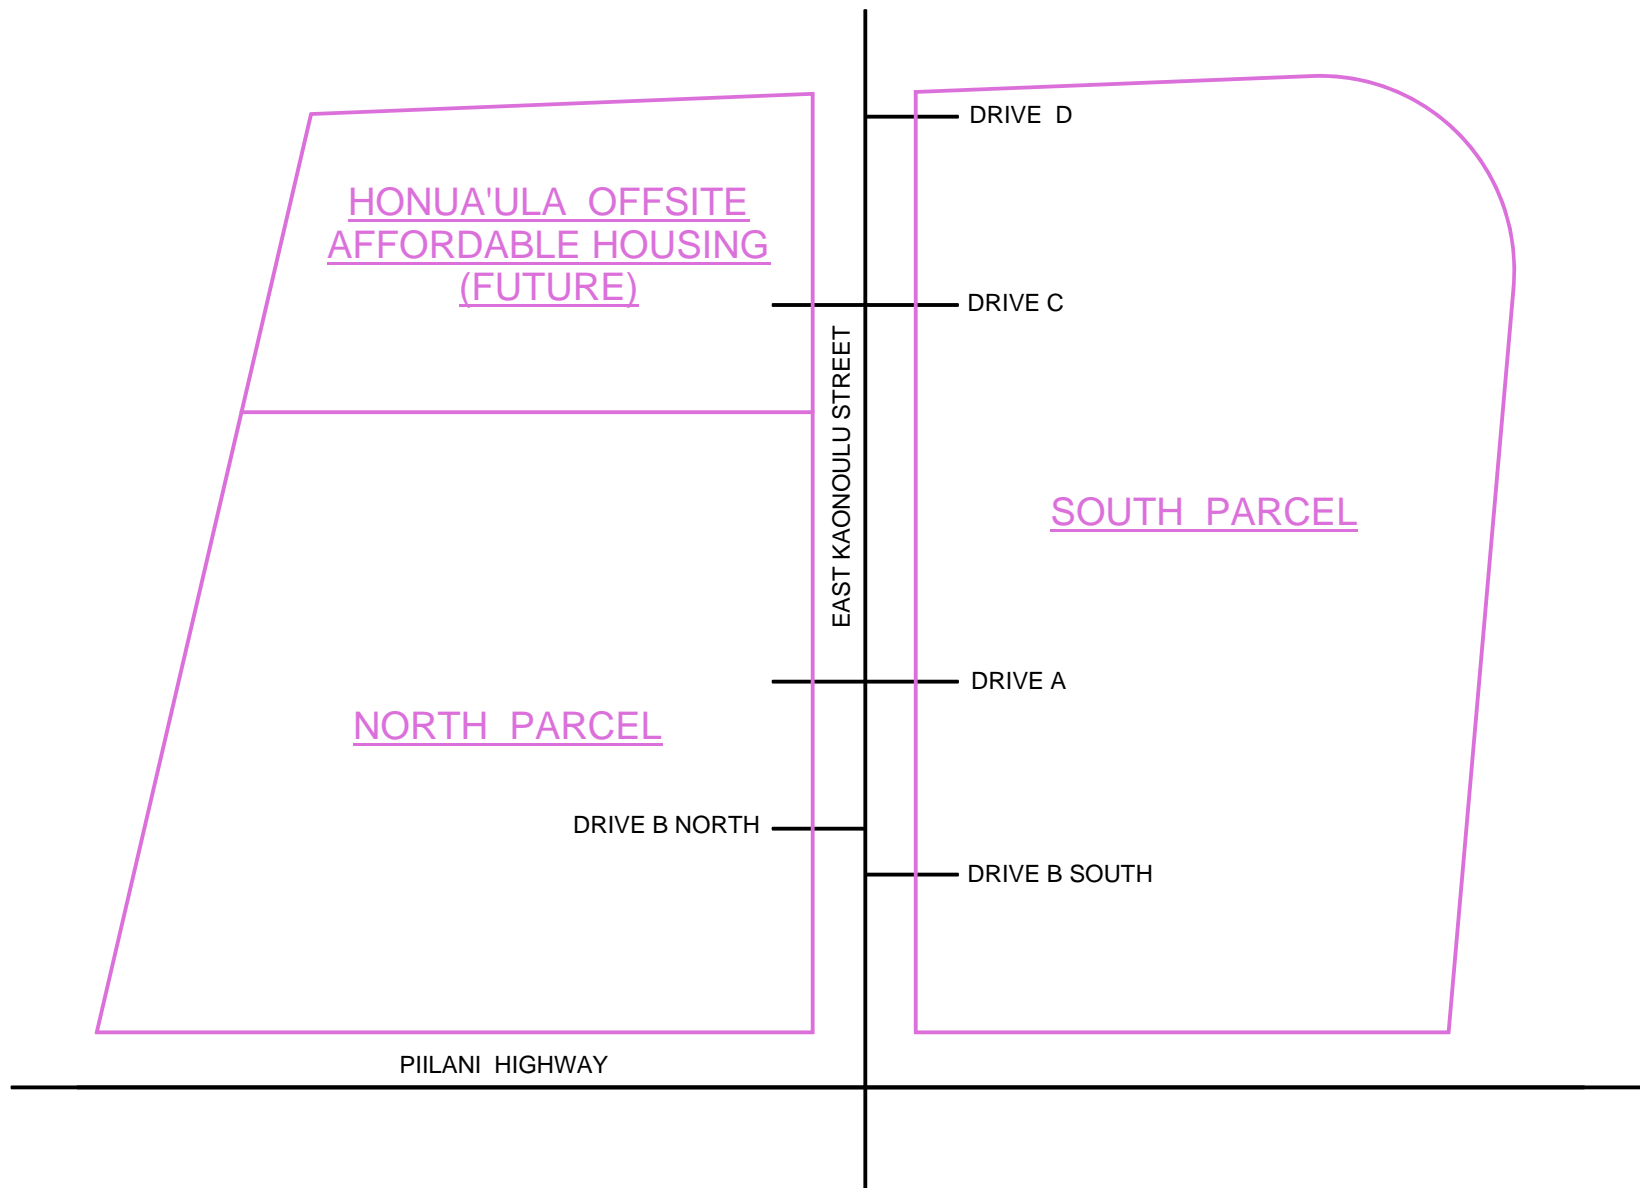 DRIVE D
HONUA'ULA OFFSITE
AFFORDABLE HOUSING
(FUTURE)
DRIVE C
EAST KAONOULU STREET
SOUTH PARCEL
DRIVE A
NORTH PARCEL
DRIVE B NORTH
DRIVE B SOUTH
PIILANI HIGHWAY